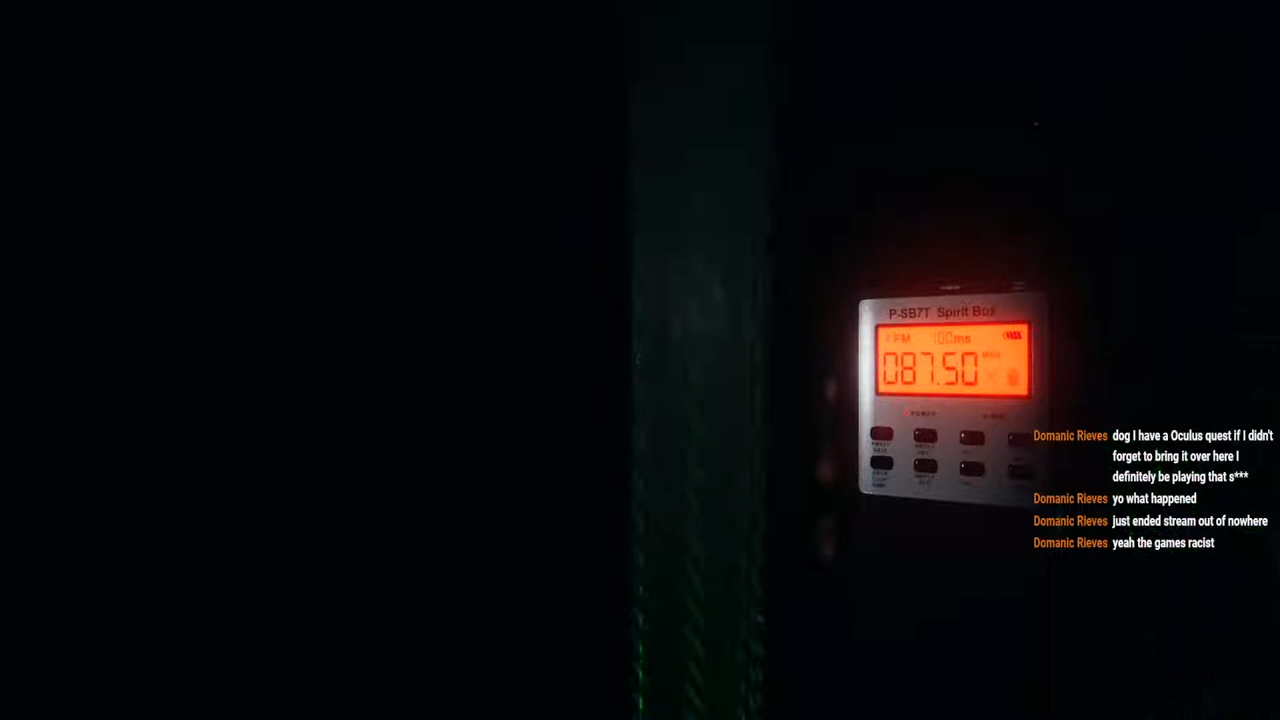 P-SB7T Spirit Box
100ms
087.50
POWER
Domanic Rieves dog I have a Oculus quest if I didn't
forget to bring it over here I
definitely be playing that s***
Domanic Rieves yo what happened
Domanic Rieves just ended stream out of nowhere
Domanic Rieves yeah the games racist